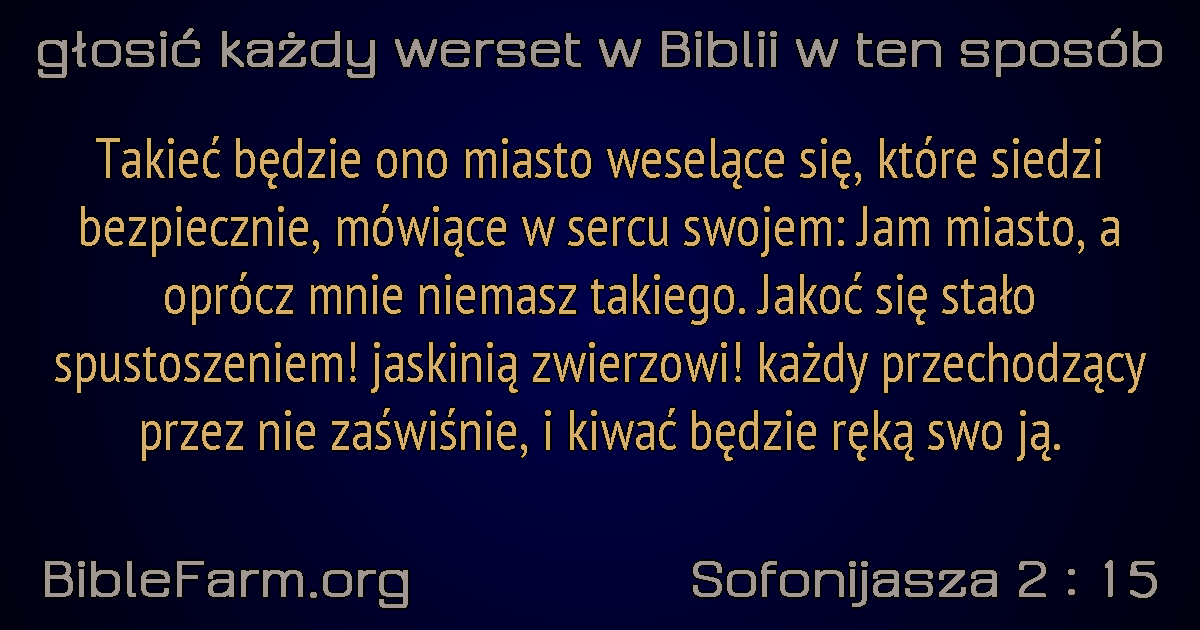 głosić każdy werset w Biblii w ten sposób
Takieć będzie ono miasto weselące się, które siedzi
bezpiecznie, mówiące w sercu swojem: Jam miasto, a
oprócz mnie niemasz takiego. Jakoć się stało
spustoszeniem! jaskinią zwierzowi! każdy przechodzący
przez nie zaświśnie, i kiwać będzie ręką swo ją.
BibleFarm.org
Sofonijasza 2 : 15